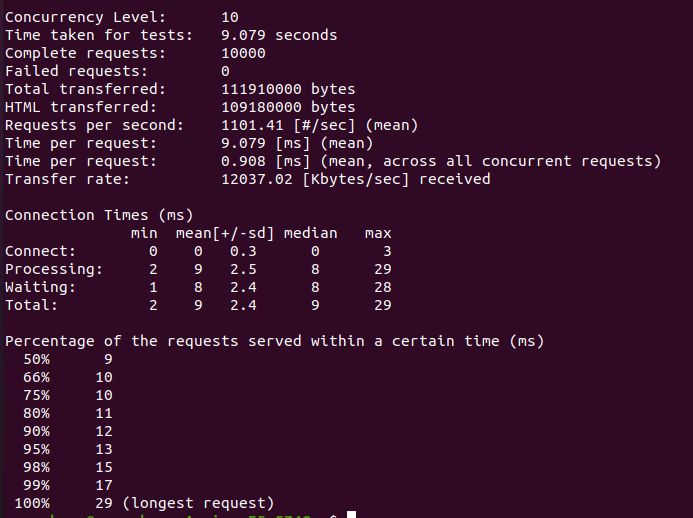 Concurrency Level:      10
Time taken for tests:   9.079 seconds
Complete requests:      10000
Failed requests:        0
Total transferred:      111910000 bytes
HTML transferred:       109180000 bytes
Requests per second:    1101.41 [#/sec] (mean)
Time per request:       9.079 [ms] (mean)
Time per request:       0.908 [ms] (mean, across all concurrent requests)
Transfer rate:          12037.02 [Kbytes/sec] received

Connection Times (ms)
              min  mean[+/-sd] median   max
Connect:        0    0   0.3      0       3
Processing:     2    9   2.5      8      29
Waiting:        1    8   2.4      8      28
Total:          2    9   2.4      9      29

Percentage of the requests served within a certain time (ms)
  50%      9
  66%     10
  75%     10
  80%     11
  90%     12
  95%     13
  98%     15
  99%     17
 100%     29 (longest request)